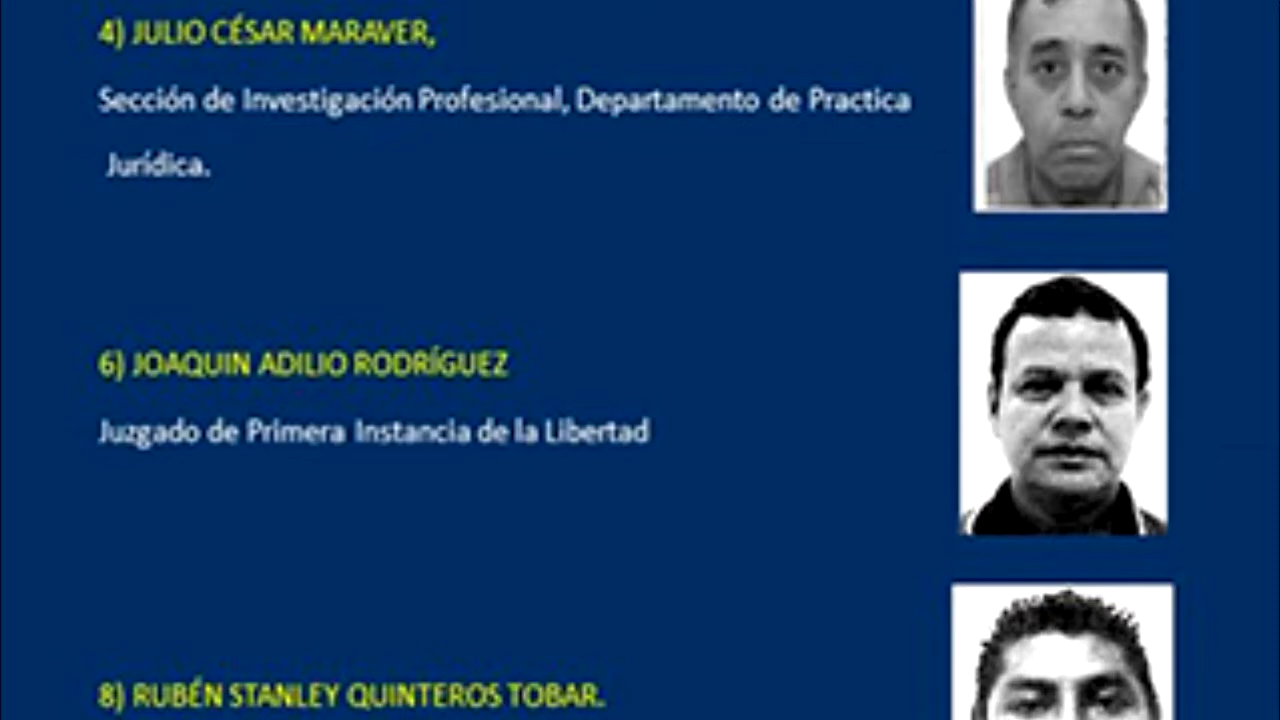 4) JULIO CÉSAR MARAVER,
Sección de Investigación Profesional, Departamento de Practica
Jurídica.
6) JOAQUIN ADILIO RODRÍGUEZ
Juzgado de Primera Instancia de la Libertad
8) RUBÉN STANLEY QUINTEROS TOBAR.